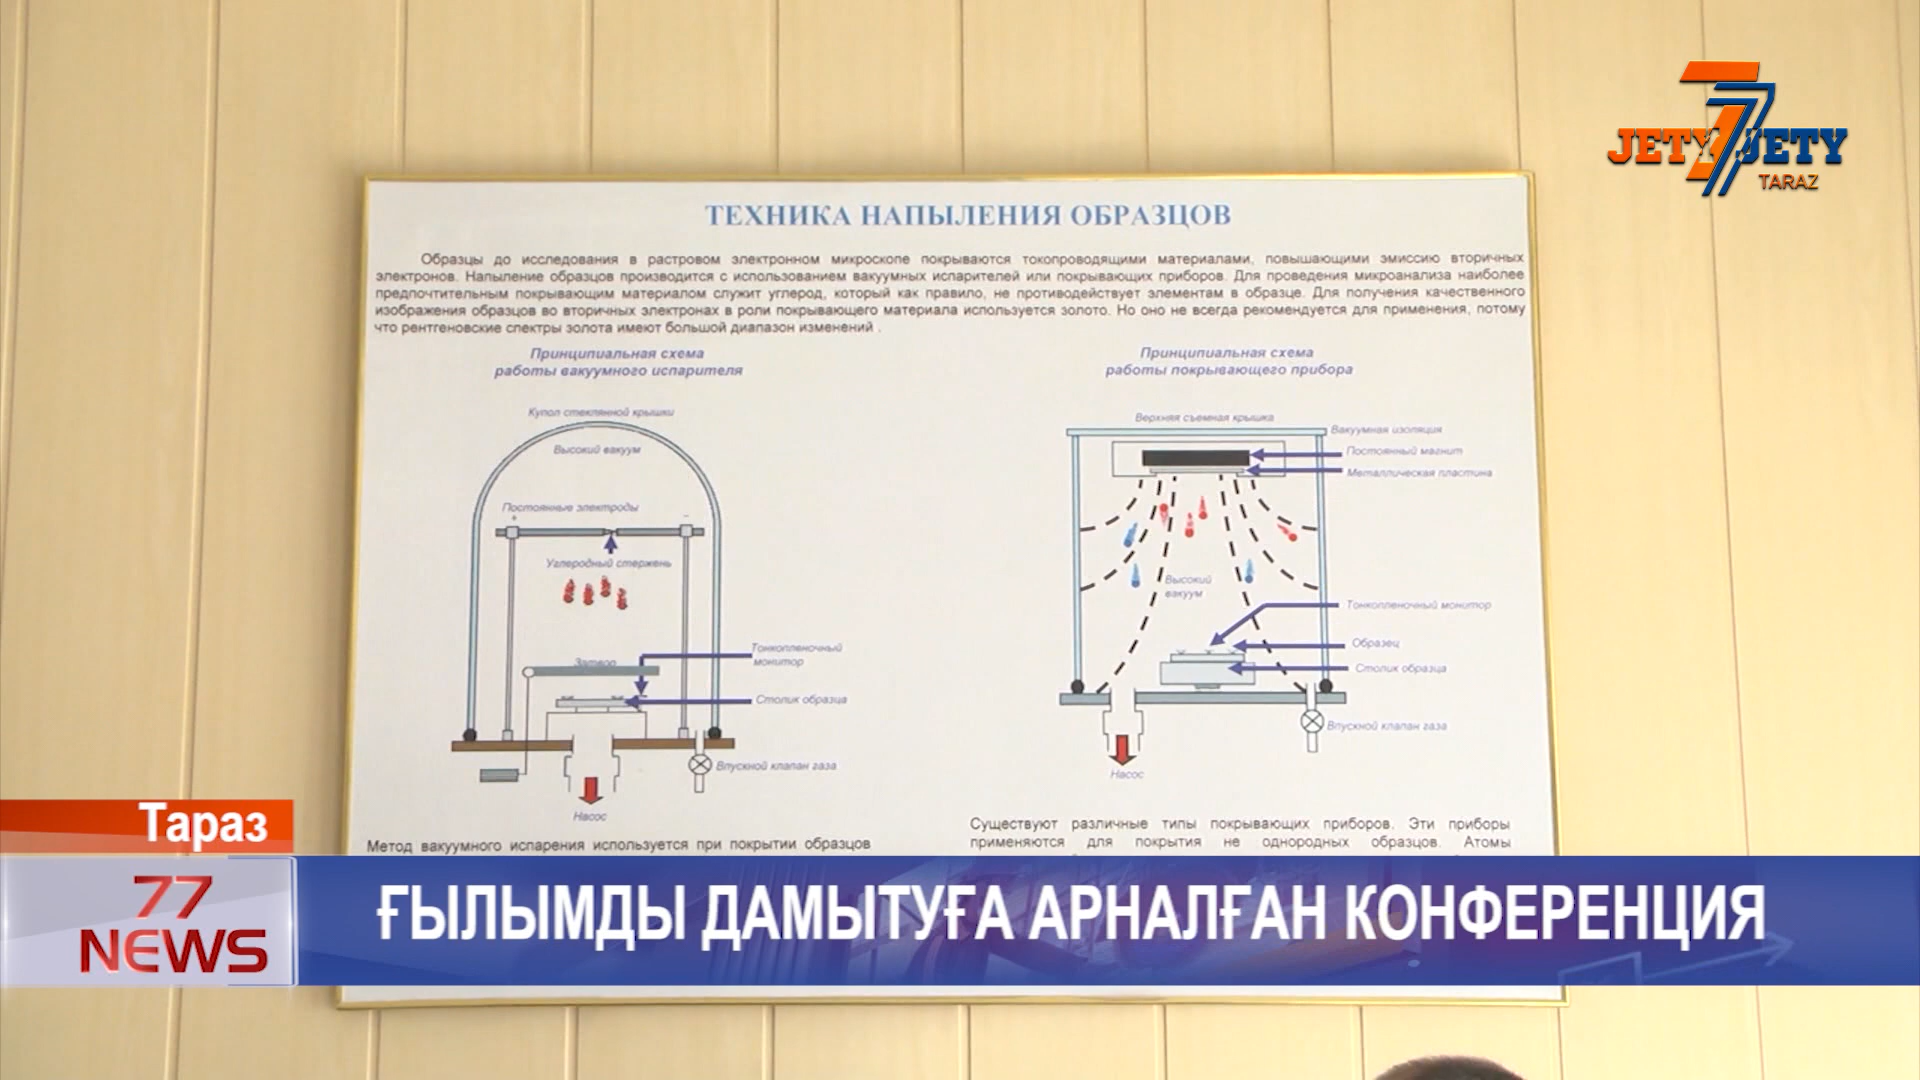 JETY 77 JETY
TARAZ
ТЕХНИКА НАПЫЛЕНИЯ ОБРАЗЦОВ
Образцы до исследования в растровом электронном микроскопе покрываются токопроводящими материалами, повышающими эмиссию вторичных
электронов. Напыление образцов производится с использованием вакуумных испарителей или покрывающих приборов. Для проведения микроанализа наиболее
предпочтительным покрывающим материалом служит углерод, который как правило, не противодействует элементам в образце. Для получения качественного
изображения образцов во вторичных электронах в роли покрывающего материала используется золото. Но оно не всегда рекомендуется для применения, потому
что рентгеновские спектры золота имеют большой диапазон изменений .
Принципиальная схема
работы вакуумного испарителя
Купол стеклянной крышки
Высокий вакуум
Постоянные электроды
+ −
Углеродный стержень
Тонкопленочный
монитор
Затвор
Столик образца
Впускной клапан газа
Насос
Метод вакуумного испарения используется при покрытии образцов
Принципиальная схема
работы покрывающего прибора
Верхняя съемная крышка
Вакуумная изоляция
Постоянный магнит
Металлическая пластина
Высокий
вакуум
Тонкопленочный монитор
Образец
Столик образца
Впускной клапан газа
Насос
Существуют различные типы покрывающих приборов. Эти приборы
применяются для покрытия не однородных образцов. Атомы
Тараз
77
NEWS
ҒЫЛЫМДЫ ДАМЫТУҒА АРНАЛҒАН КОНФЕРЕНЦИЯ